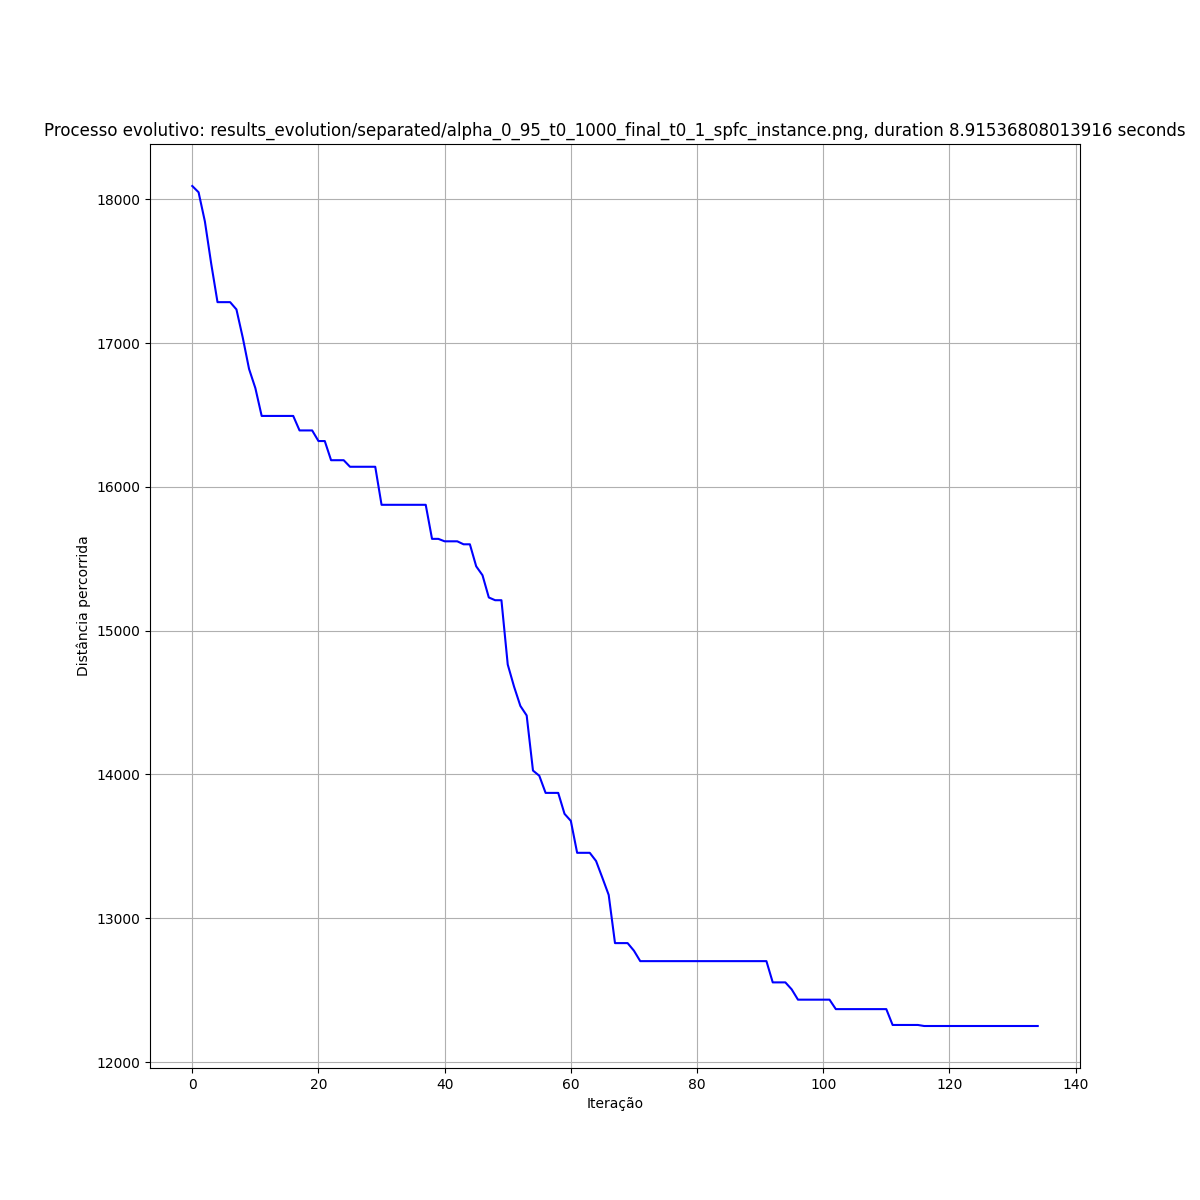 Processo evolutivo: results_evolution/separated/alpha_0_95_t0_1000_final_t0_1_spfc_instance.png, duration 8.91536808013916 seconds
18000
17000
16000
15000
14000
13000
12000
Distância percorrida
0 20 40 60 80 100 120 140
Iteração